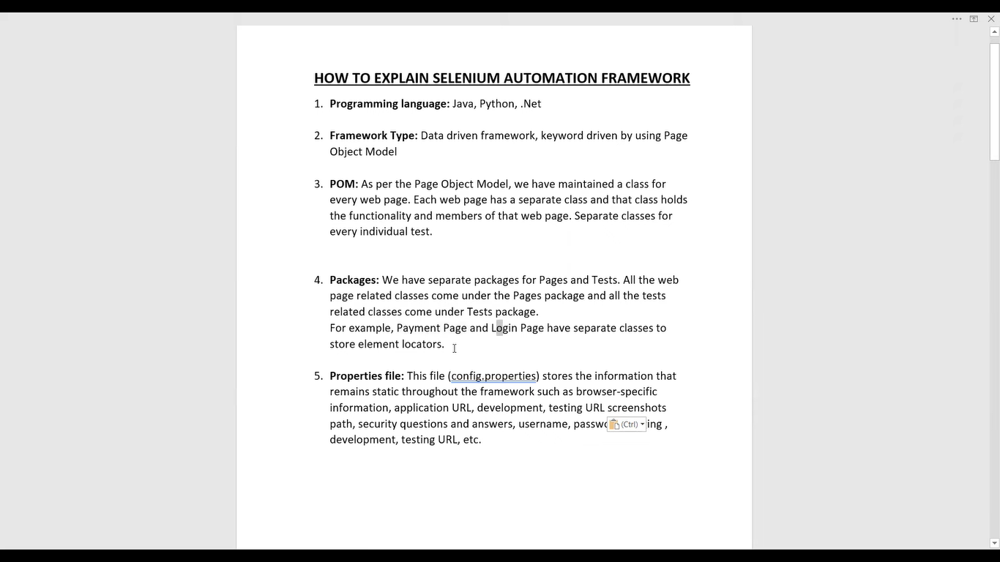 HOW TO EXPLAIN SELENIUM AUTOMATION FRAMEWORK
1. Programming language: Java, Python, .Net
2. Framework Type: Data driven framework, keyword driven by using Page
Object Model
3. POM: As per the Page Object Model, we have maintained a class for
every web page. Each web page has a separate class and that class holds
the functionality and members of that web page. Separate classes for
every individual test.
4. Packages: We have separate packages for Pages and Tests. All the web
page related classes come under the Pages package and all the tests
related classes come under Tests package.
For example, Payment Page and Login Page have separate classes to
store element locators.
5. Properties file: This file (config.properties) stores the information that
remains static throughout the framework such as browser-specific
information, application URL, development, testing URL screenshots
path, security questions and answers, username, (Ctrl) ,
development, testing URL, etc.